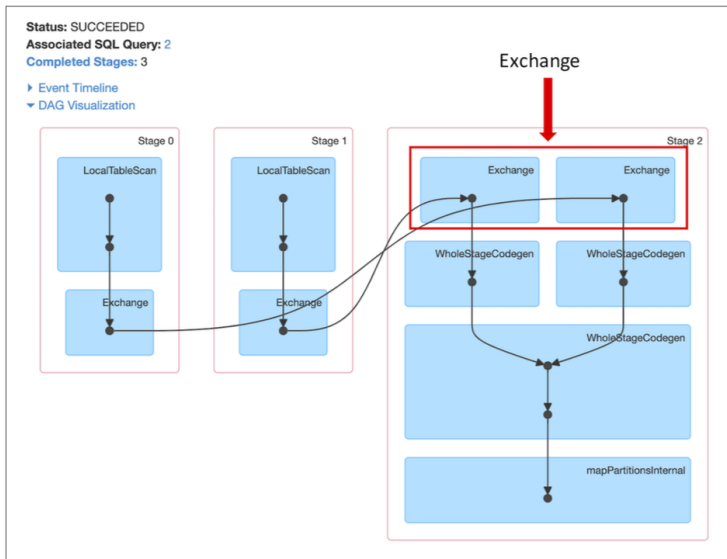 Status: SUCCEEDED
Associated SQL Query: 2
Completed Stages: 3
Event Timeline
DAG Visualization
Exchange
Stage 0
LocalTableScan
Exchange
Stage 1
LocalTableScan
Exchange
Stage 2
Exchange
Exchange
WholeStageCodegen
WholeStageCodegen
WholeStageCodegen
mapPartitionsInternal